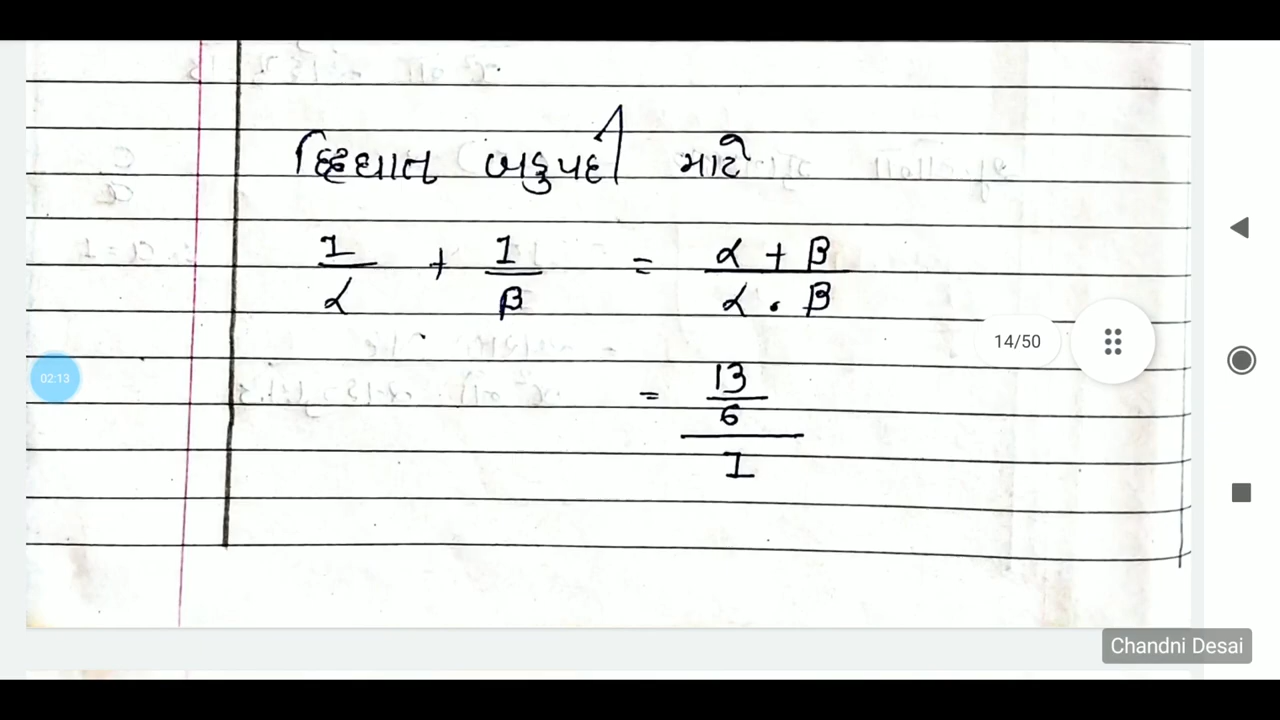 દ્વિઘાત બહુપદી માટે
1/α + 1/β = α + β / α . β
= 13/6 / 1
14/50
02:13
Chandni Desai